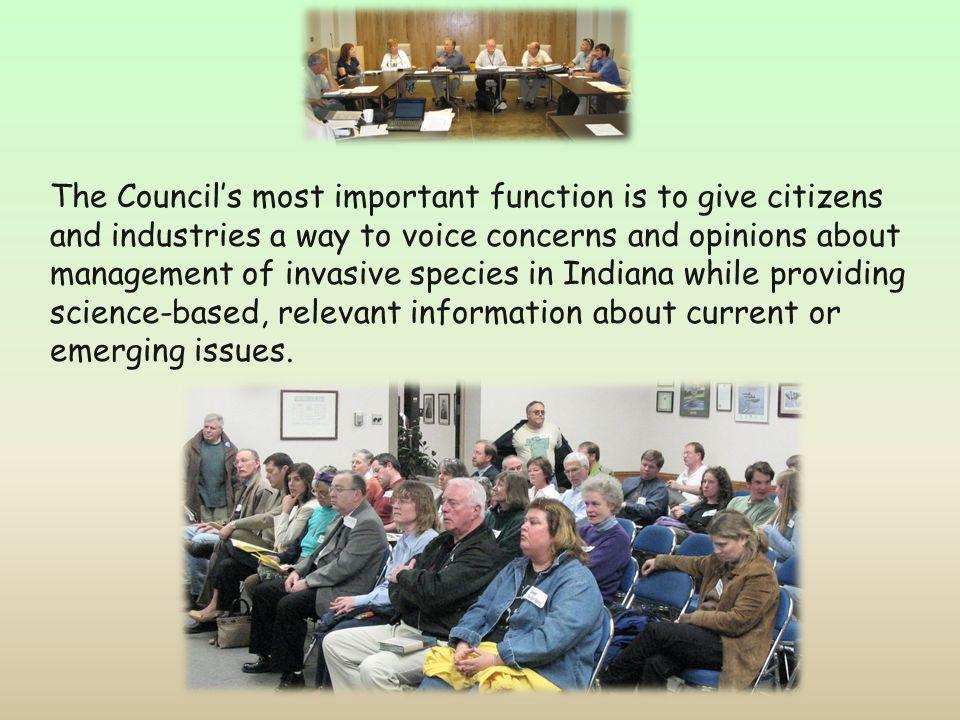 The Council’s most important function is to give citizens
and industries a way to voice concerns and opinions about
management of invasive species in Indiana while providing
science-based, relevant information about current or
emerging issues.